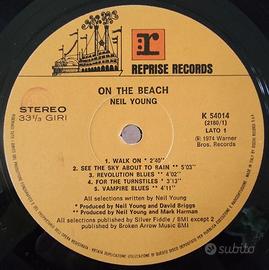 REPRISE RECORDS
ON THE BEACH
NEIL YOUNG
STEREO
33⅓ GIRI
K 54014
(2180/1)
LATO 1
℗ 1974 Warner
Bros. Records
1. WALK ON * 2'40"
2. SEE THE SKY ABOUT TO RAIN * 5'03"
3. REVOLUTION BLUES * 4'02"
4. FOR THE TURNSTILES * 3'13"
5. VAMPIRE BLUES * 4'11"
All selections written by Neil Young
* Produced by Neil Young and David Briggs
* Produced by Neil Young and Mark Harman
All selections published by Silver Fiddle / BMI except 2
published by Broken Arrow Music BMI
subito